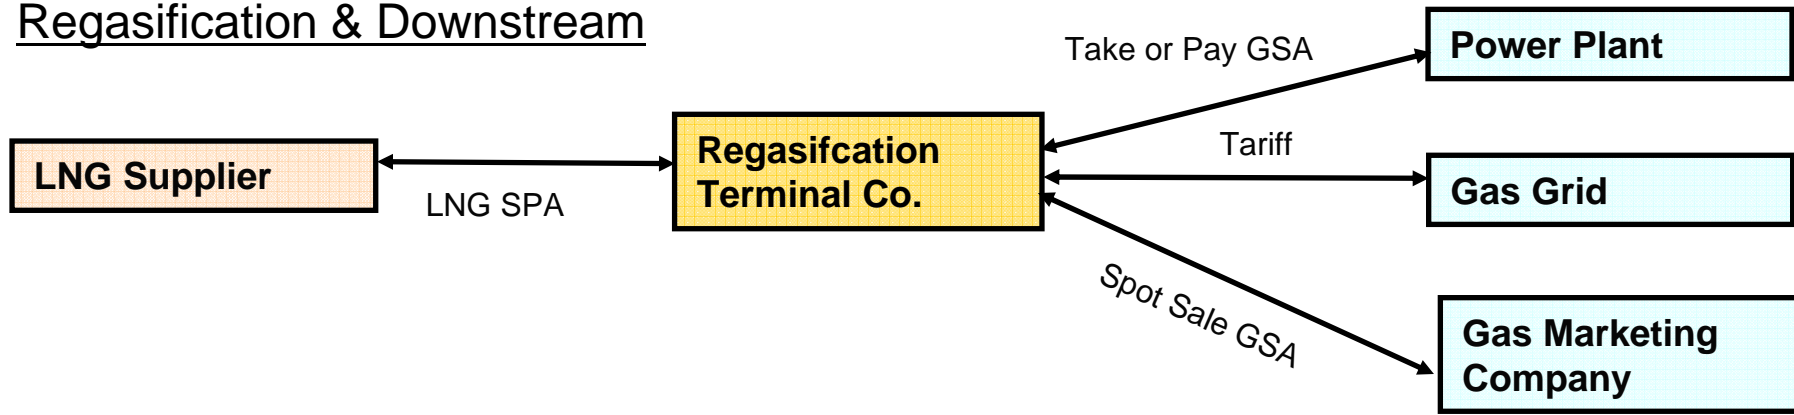 Regasification & Downstream
Take or Pay GSA
Power Plant
LNG Supplier
LNG SPA
Regasifcation
Terminal Co.
Tariff
Gas Grid
Spot Sale GSA
Gas Marketing
Company